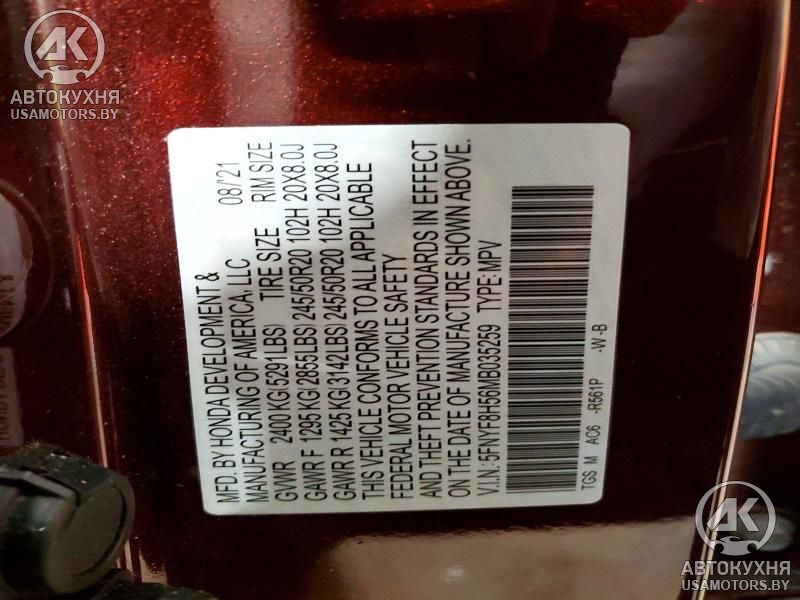 AK
АВТОКУХНЯ
USAMOTORS.BY
MFD. BY HONDA DEVELOPMENT &
MANUFACTURING OF AMERICA, LLC 08/21
GVWR 2400 KG(5291LBS) TIRE SIZE RIM SIZE
GAWR F 1295 KG(2855LBS) 245/50R20 102H 20X8.0J
GAWR R 1425 KG(3142LBS) 245/50R20 102H 20X8.0J
THIS VEHICLE CONFORMS TO ALL APPLICABLE
FEDERAL MOTOR VEHICLE SAFETY
AND THEFT PREVENTION STANDARDS IN EFFECT
ON THE DATE OF MANUFACTURE SHOWN ABOVE.
V.I.N.:5FNYF8H56MB035259 TYPE:MPV
TGS M AC6 -R561P -W-B
AK
АВТОКУХНЯ
USAMOTORS.BY